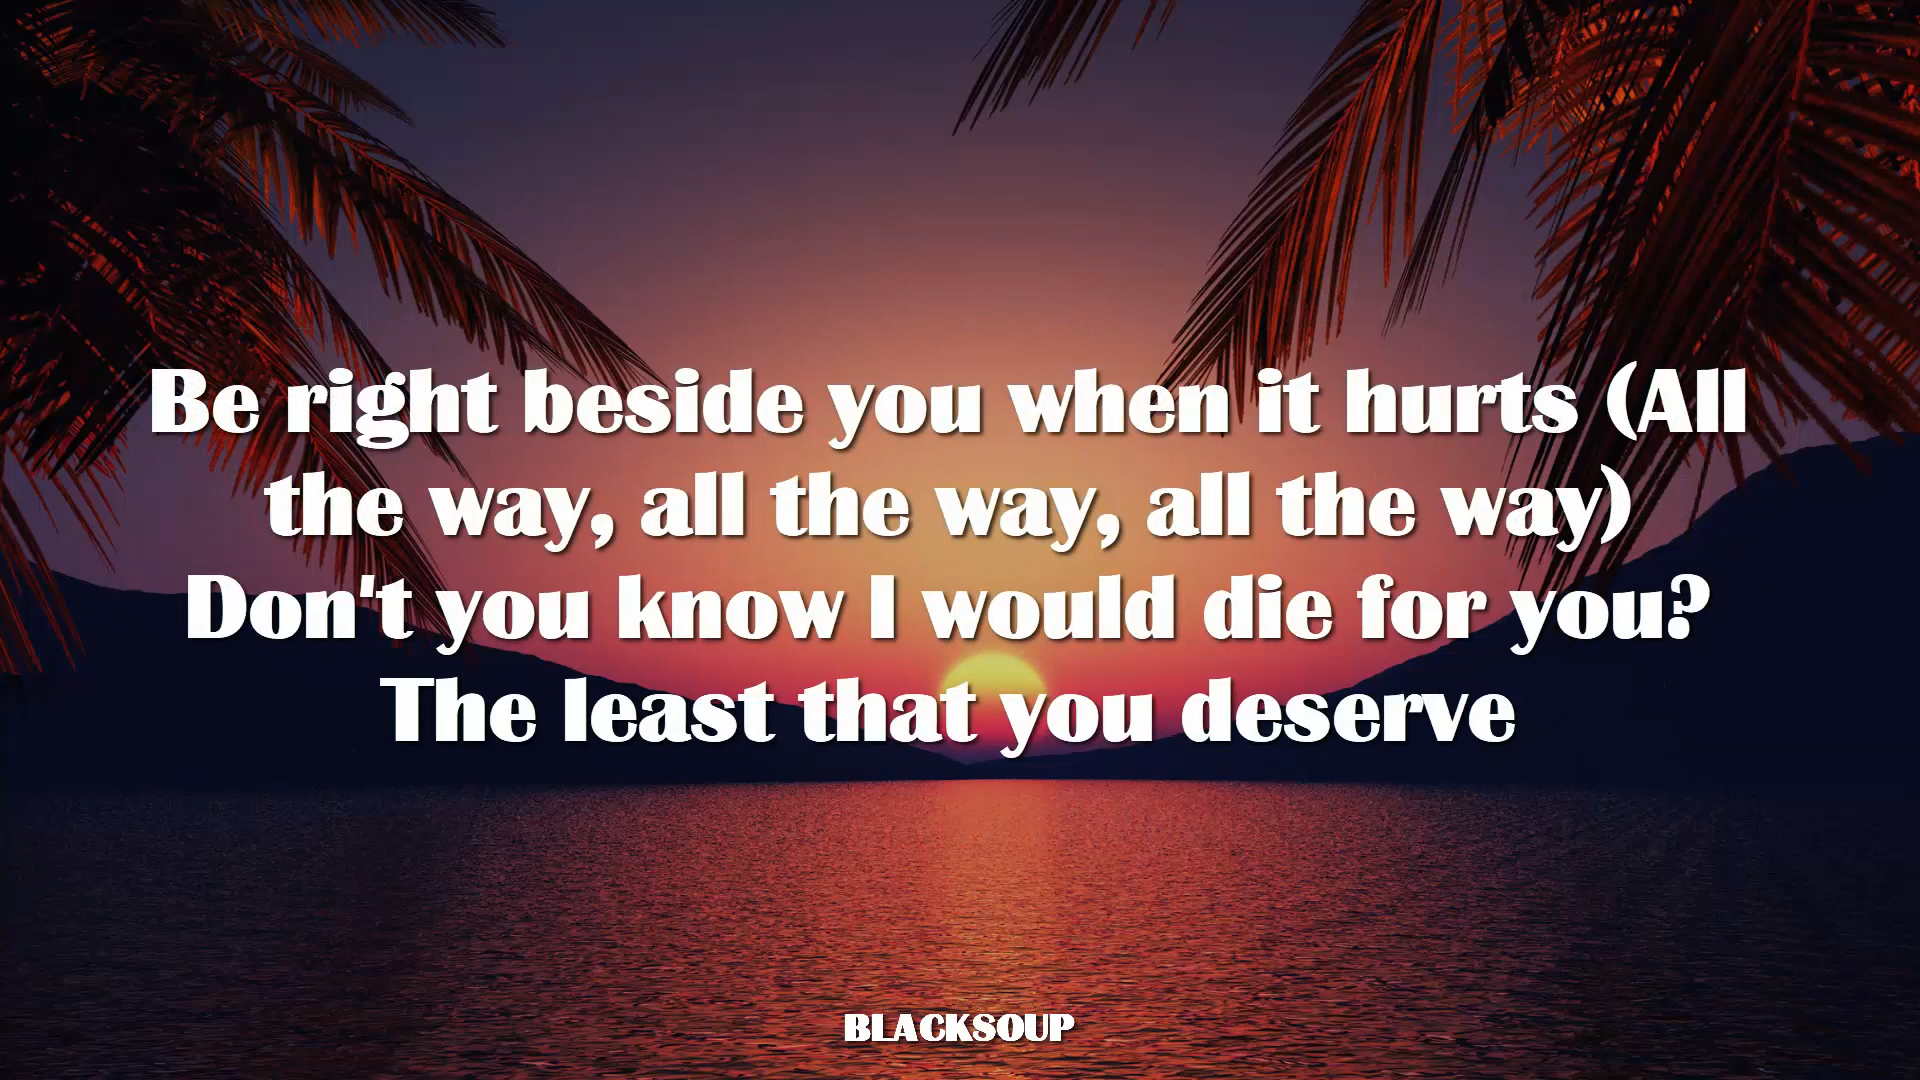 Be right beside you when it hurts (All
the way, all the way, all the way)
Don't you know I would die for you?
The least that you deserve
BLACKSOUP